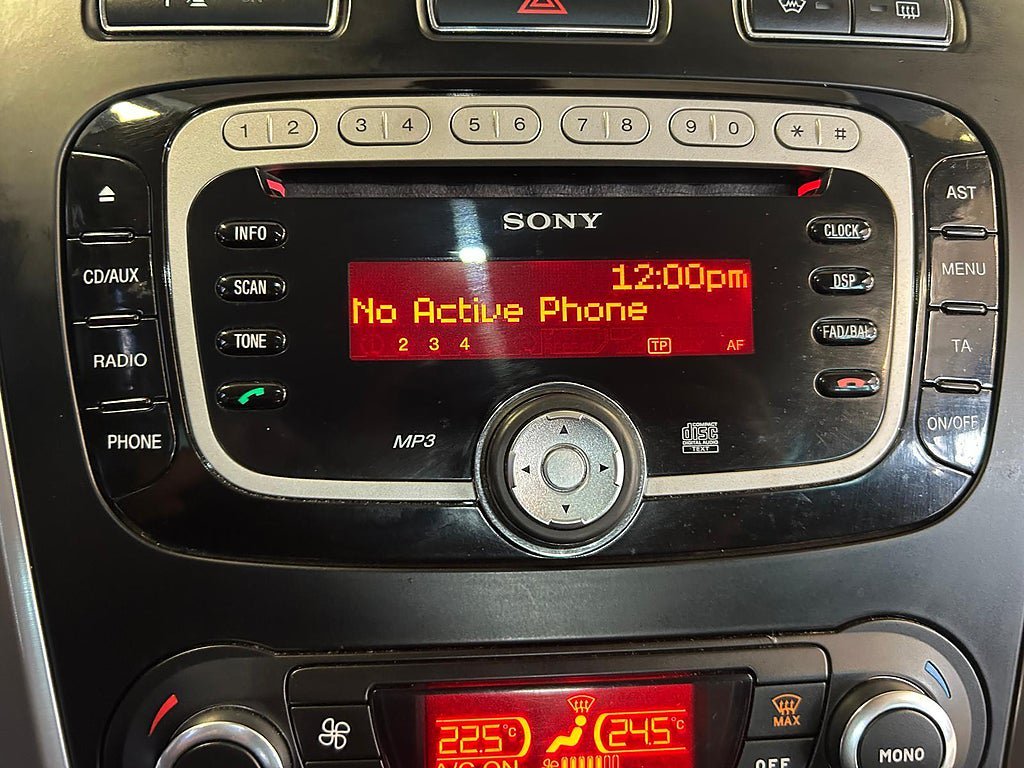 1 2 3 4 5 6 7 8 9 0 * #
SONY
AST
INFO
CLOCK
CD/AUX
MENU
SCAN
DSP
12:00pm
No Active Phone
2 3 4 TP AF
TONE
FAD/BAL
RADIO
TA
PHONE
ON/OFF
MP3
COMPACT
disc
DIGITAL AUDIO
TEXT
MAX
22.5°C
24.5°C
A/C ON
OFF
MONO